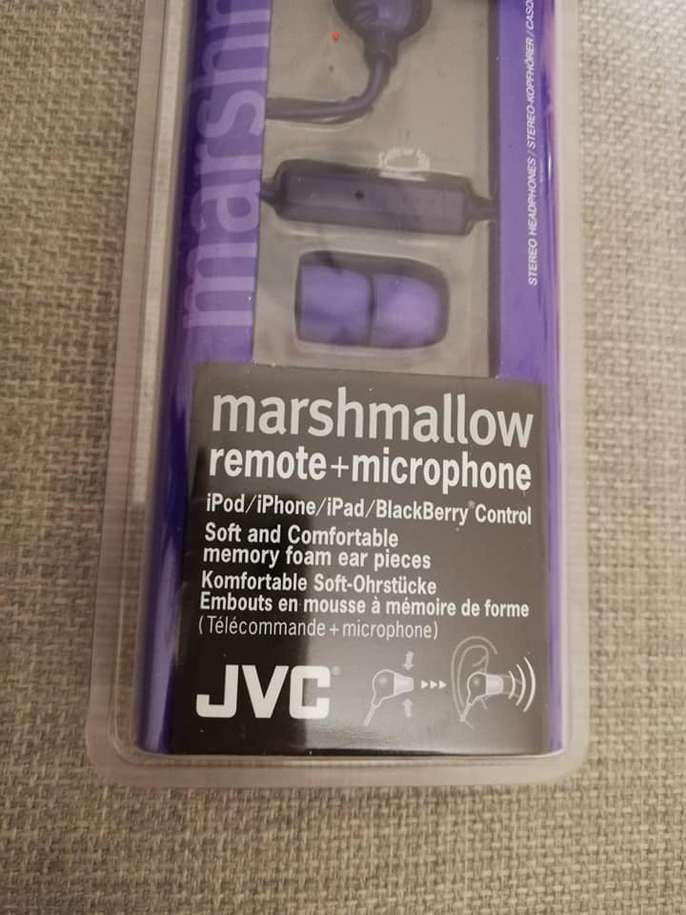 STEREO HEADPHONES / STEREO-KOPFHÖRER /
marshmallow
remote+microphone
iPod/iPhone/iPad/BlackBerry® Control
Soft and Comfortable
memory foam ear pieces
Komfortable Soft-Ohrstücke
Embouts en mousse à mémoire de forme
(Télécommande+microphone)
JVC®